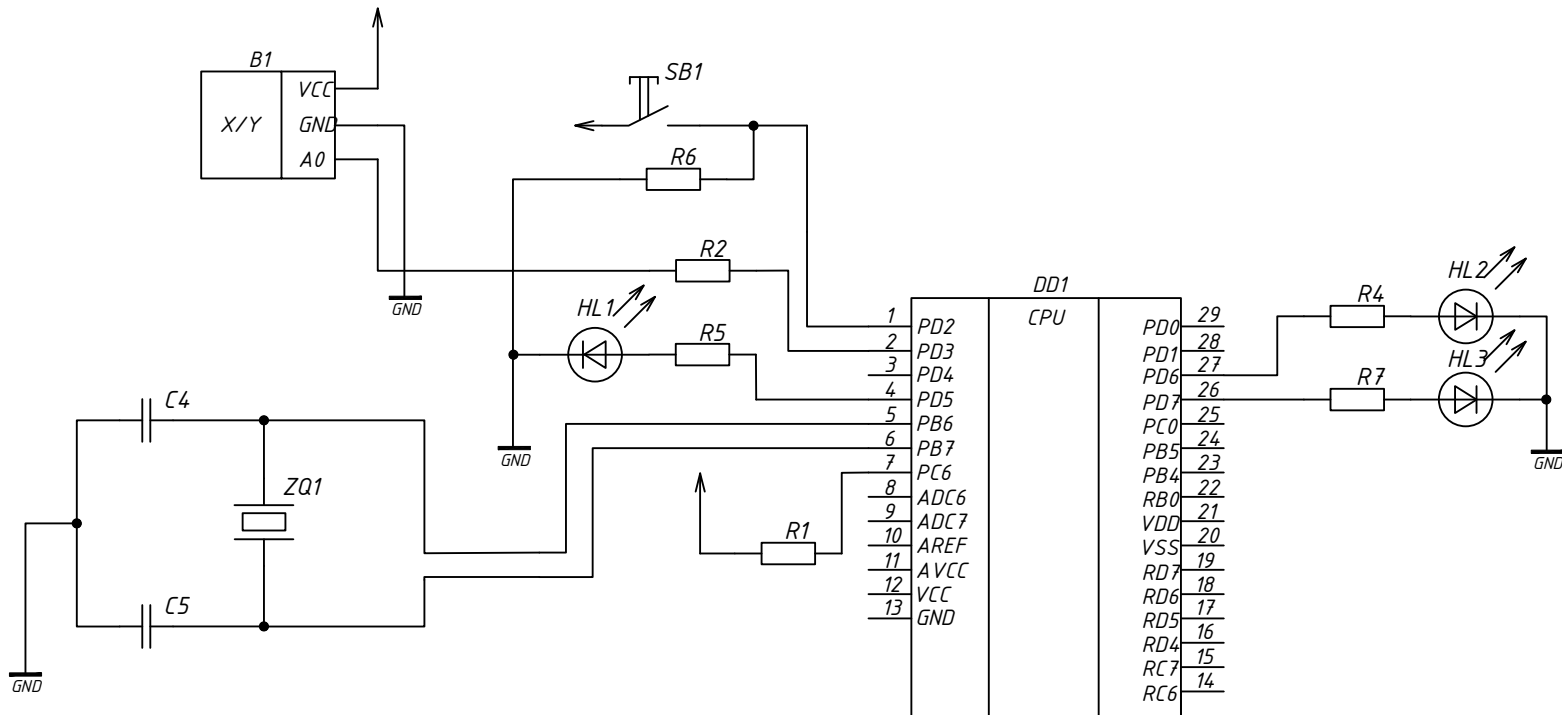 B1
VCC
X/Y
GND
A0
SB1
R6
R2
GND
HL1
R5
DD1
CPU
HL2
R4
HL3
R7
1 PD2
2 PD3
3 PD4
4 PD5
5 PB6
6 PB7
7 PC6
8 ADC6
9 ADC7
10 AREF
11 AVCC
12 VCC
13 GND
PD0 29
PD1 28
PD6 27
PD7 26
PC0 25
PB5 24
PB4 23
RB0 22
VDD 21
VSS 20
RD7 19
RD6 18
RD5 17
RD4 16
RC7 15
RC6 14
C4
GND
GND
ZQ1
R1
C5
GND